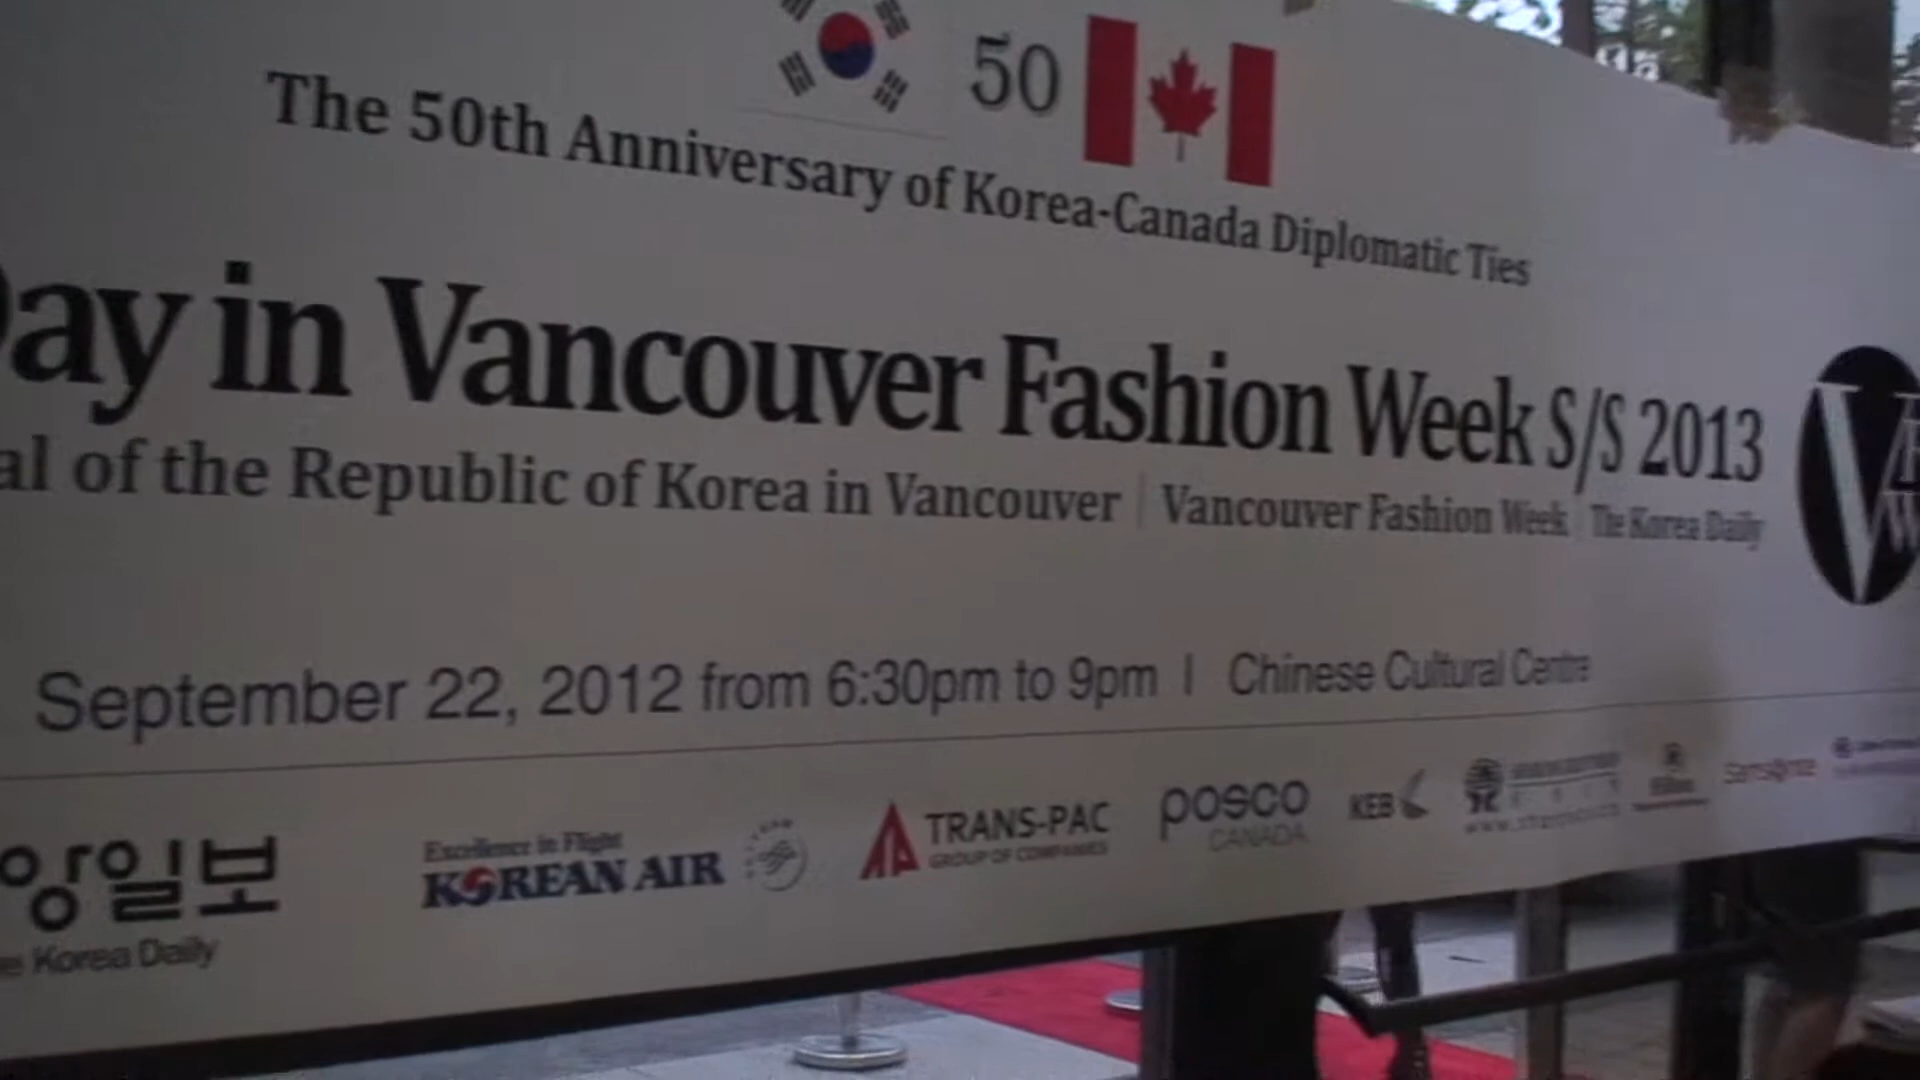 50
The 50th Anniversary of Korea-Canada Diplomatic Ties
Day in Vancouver Fashion Week S/S 2013
al of the Republic of Korea in Vancouver | Vancouver Fashion Week | The Korea Daily
September 22, 2012 from 6:30pm to 9pm | Chinese Cultural Centre
앙일보
e Korea Daily
Excellence in Flight
KOREAN AIR
TRANS-PAC
GROUP OF COMPANIES
posco
CANADA
KEB
Samsonite